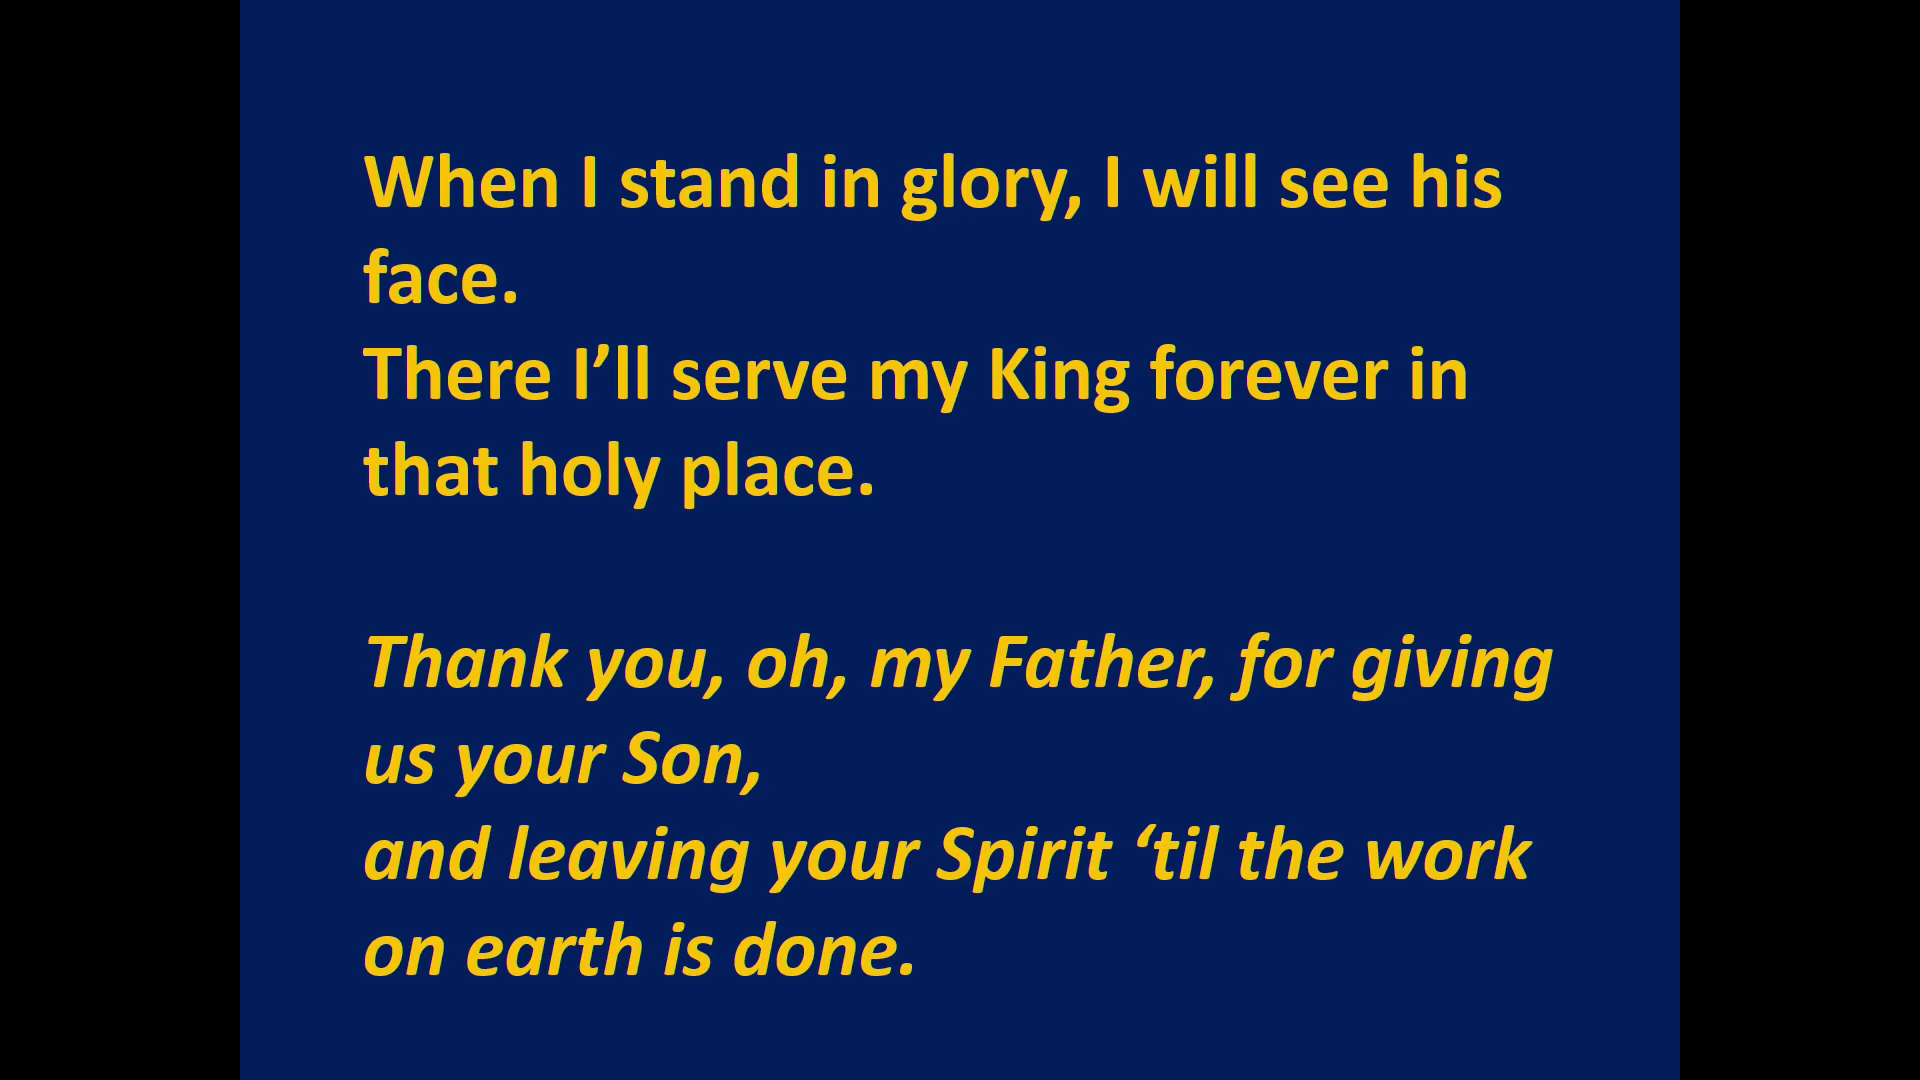 When I stand in glory, I will see his
face.
There I’ll serve my King forever in
that holy place.
Thank you, oh, my Father, for giving
us your Son,
and leaving your Spirit ‘til the work
on earth is done.